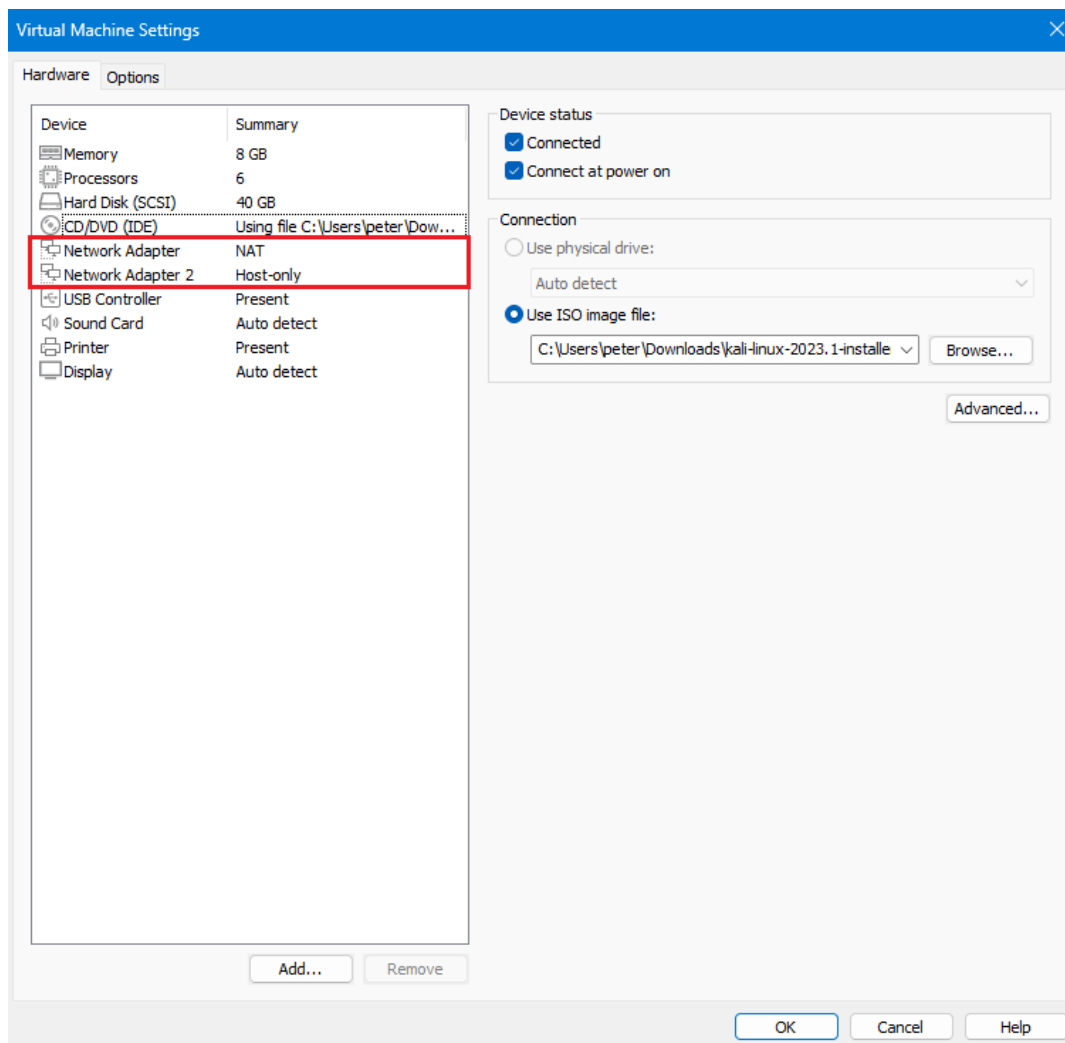 Virtual Machine Settings
Hardware Options
Device Summary
Memory 8 GB
Processors 6
Hard Disk (SCSI) 40 GB
CD/DVD (IDE) Using file C:\Users\peter\Dow...
Network Adapter NAT
Network Adapter 2 Host-only
USB Controller Present
Sound Card Auto detect
Printer Present
Display Auto detect
Add... Remove
Device status
Connected
Connect at power on
Connection
Use physical drive:
Auto detect
Use ISO image file:
C:\Users\peter\Downloads\kali-linux-2023.1-installe Browse...
Advanced...
OK Cancel Help